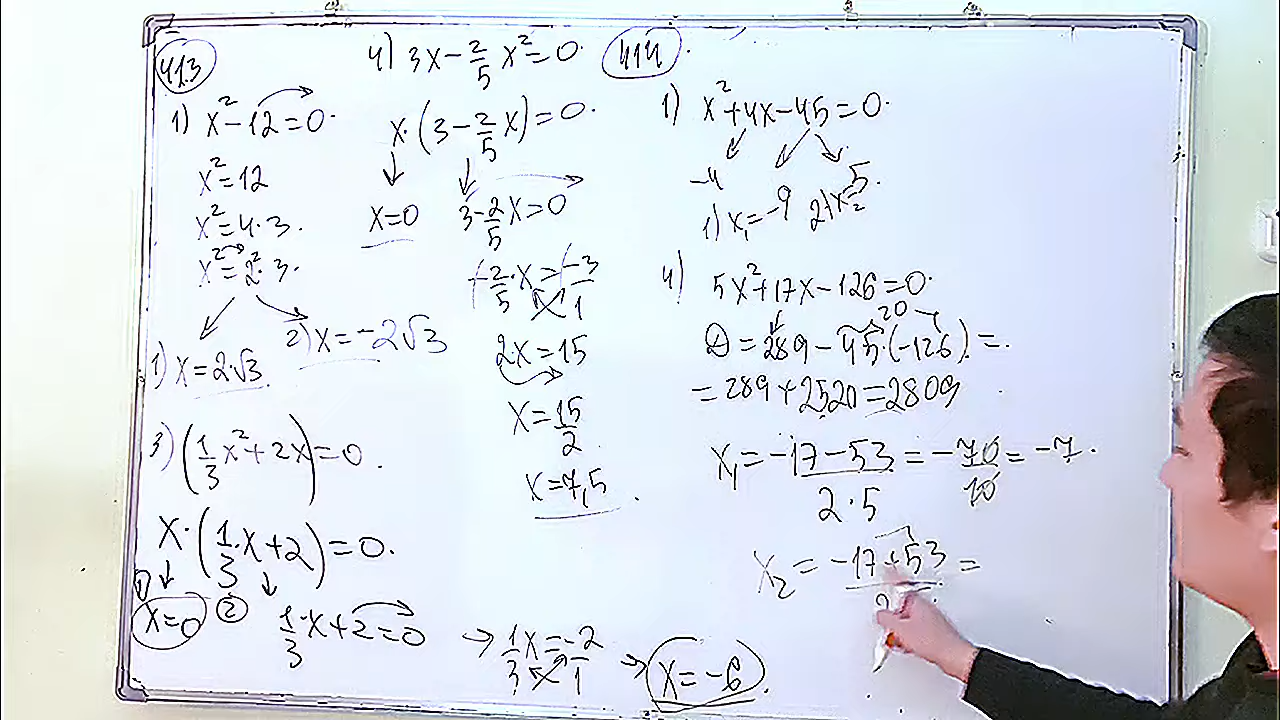 413
1) x² - 12 = 0
x² = 12
x² = 4 · 3.
x² = 2² · 3.
1) x = 2√3
2) x = -2√3
3) (1/3 x² + 2x) = 0.
x · (1/3 · x + 2) = 0.
1) x = 0
2) 1/3 · x + 2 = 0 → 1/3 x = -2/1 → x = -6.
4) 3x - 2/5 x² = 0
x · (3 - 2/5 x) = 0.
x = 0
3 - 2/5 x = 0
-2/5 · x = -3/1
2x = 15
x = 15/2
x = 7,5.
414.
1) x² + 4x - 45 = 0.
-4
5.
1) x₁ = -9 2) x₂ =
4) 5x² + 17x - 126 = 0.
20
D = 289 - 4·5·(-126) =.
= 289 + 2520 = 2809
x₁ = (-17 - 53)/(2 · 5) = -70/10 = -7.
x₂ = -17 + 53 =